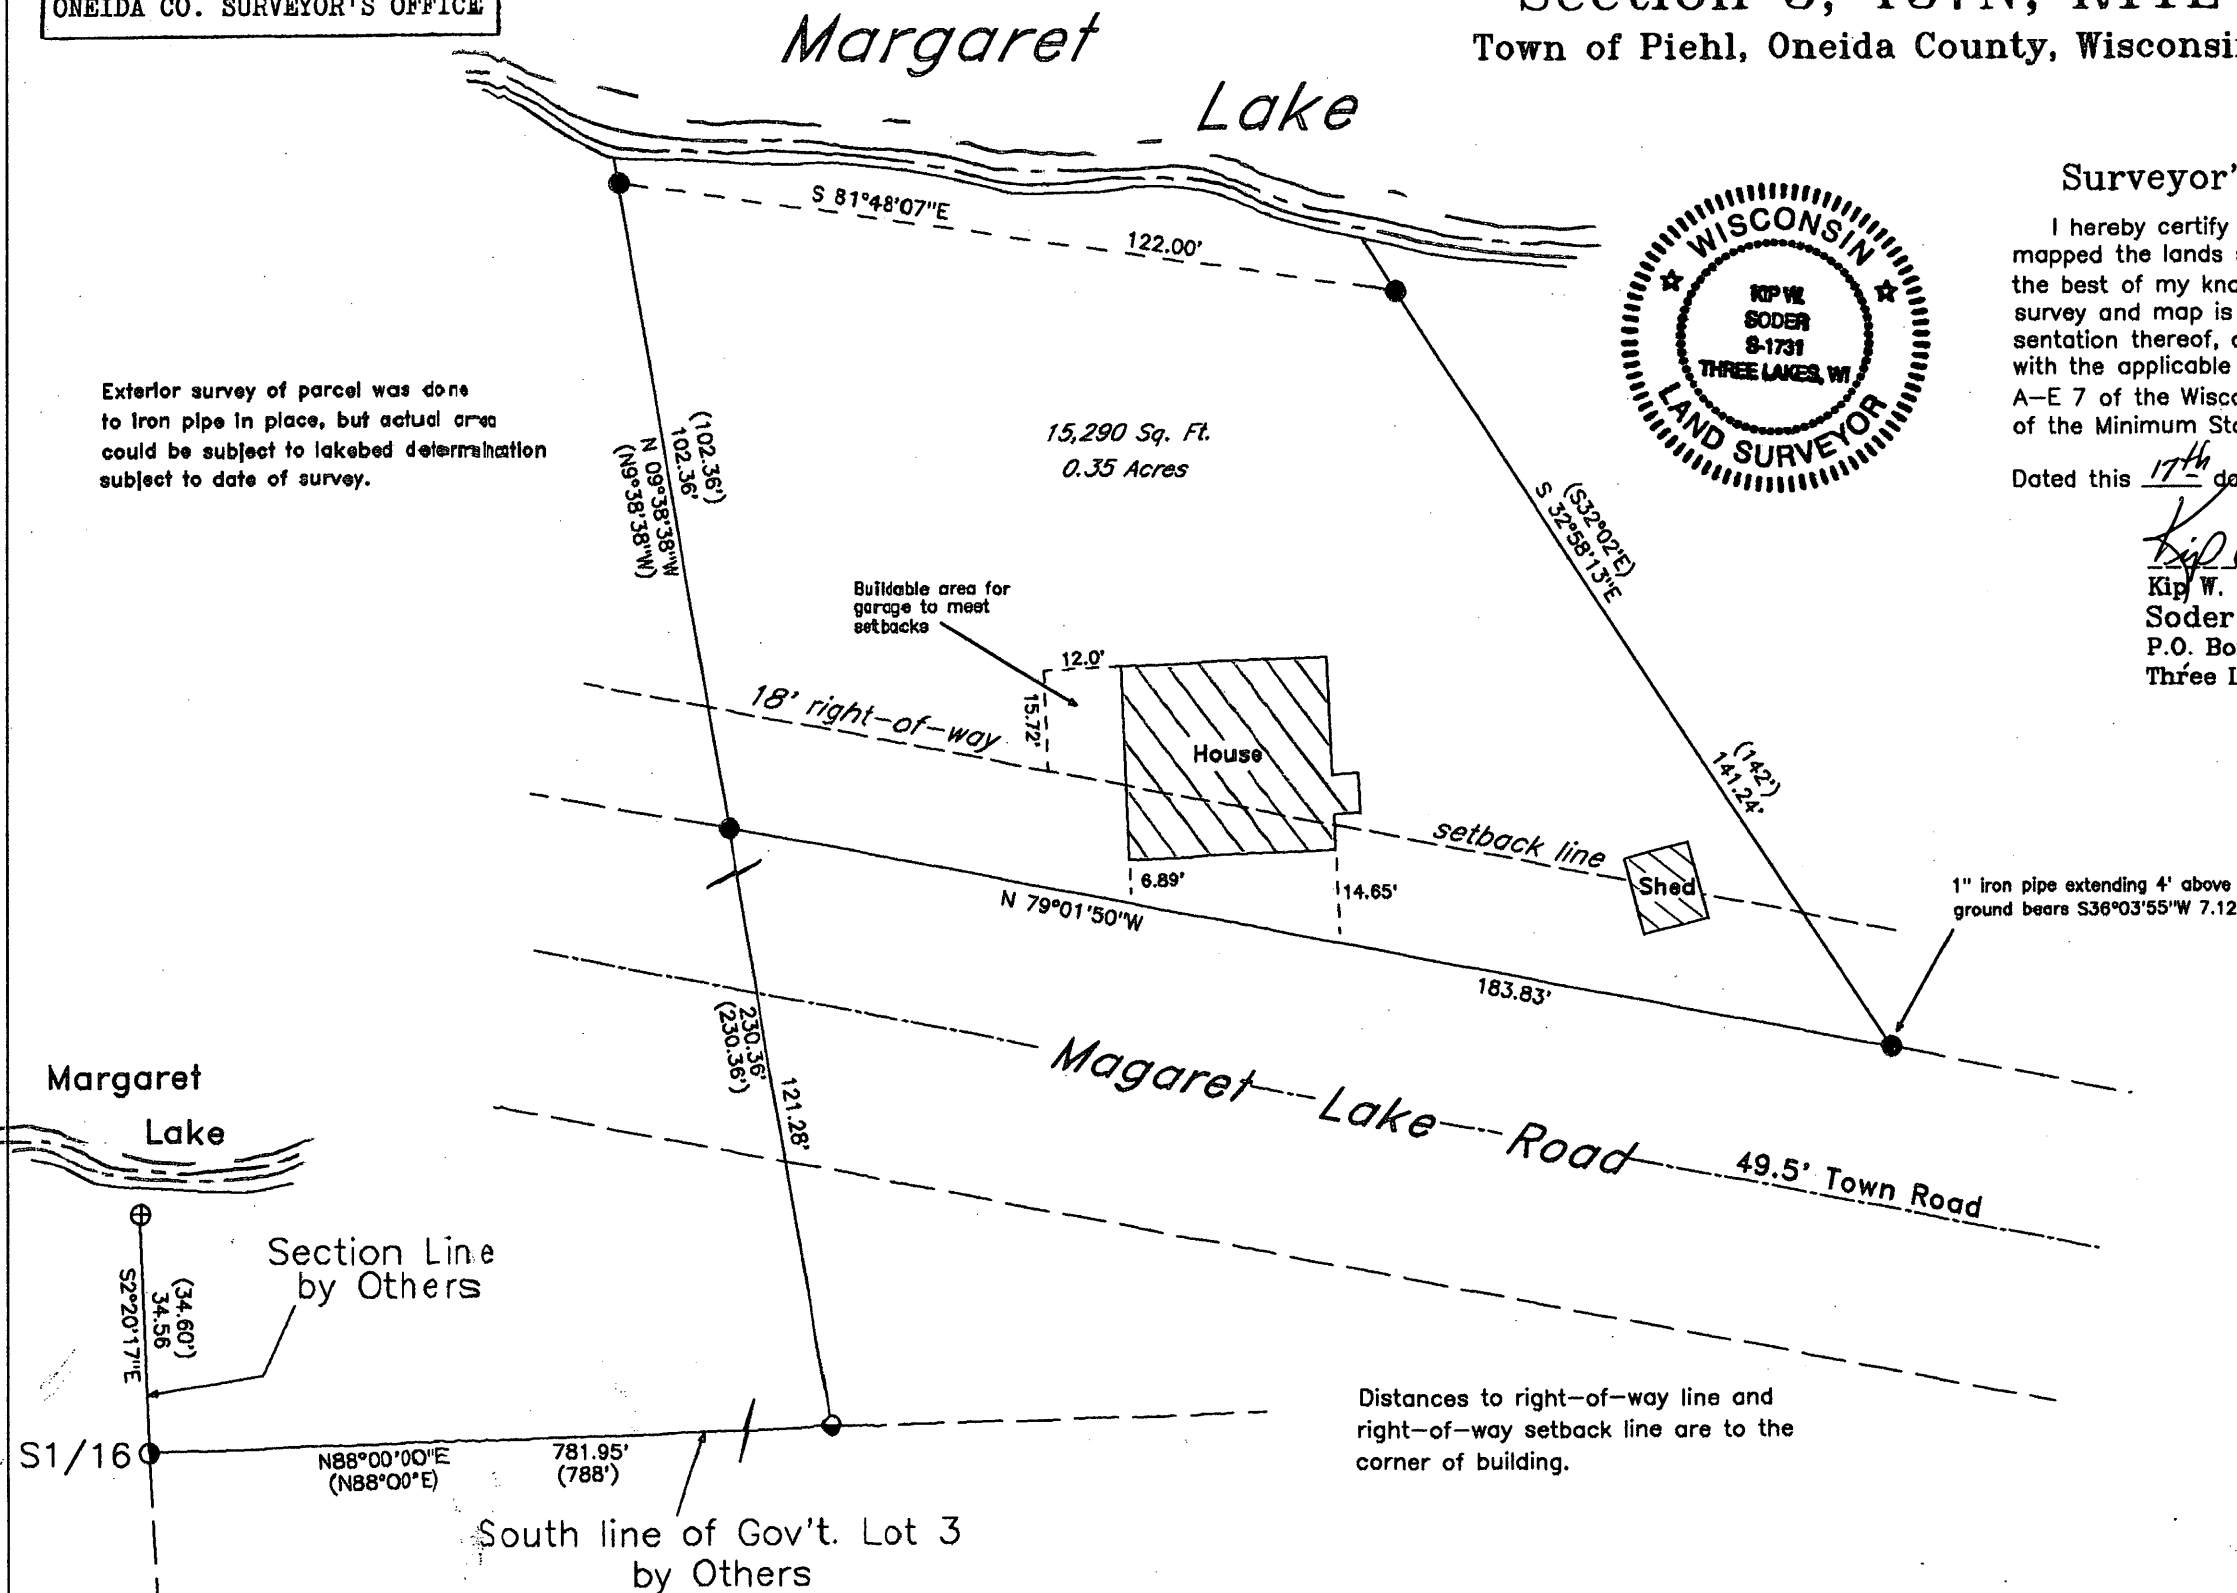 ONEIDA CO. SURVEYOR'S OFFICE
Town of Piehl, Oneida County,
Margaret
Lake
S 81°48'07"E
122.00'
WISCONSIN
KIP W.
SODER
S-1731
THREE LAKES, WI
LAND SURVEYOR
I hereby certify
mapped the lands
the best of my
survey and map is
sentation thereof,
with the applicable
A-E 7 of the
of the Minimum
Dated this 17th
Kip W.
Soder
P.O.
Three
Exterior survey of parcel was done
to iron pipe in place, but actual area
could be subject to lakebed determination
subject to date of survey.
(102.36')
102.36'
N 09°38'38"W
(N9°38'38"W)
15,290 Sq. Ft.
0.35 Acres
(S32°02'E)
S 32°58'13"E
(142')
141.24'
Buildable area for
garage to meet
setbacks
12.0'
15.72'
18' right-of-way
House
setback line
Shed
6.89'
14.65'
N 79°01'50"W
183.83'
1" iron pipe extending 4' above
ground bears S36°03'55"W 7.12
230.36'
(230.36')
121.28'
Magaret Lake Road
49.5' Town Road
Margaret
Lake
Section Line
by Others
(34.60')
34.56
S2°20'17"E
S1/16
N88°00'00"E
(N88°00'E)
781.95'
(788')
South line of Gov't. Lot 3
by Others
Distances to right-of-way line and
right-of-way setback line are to the
corner of building.